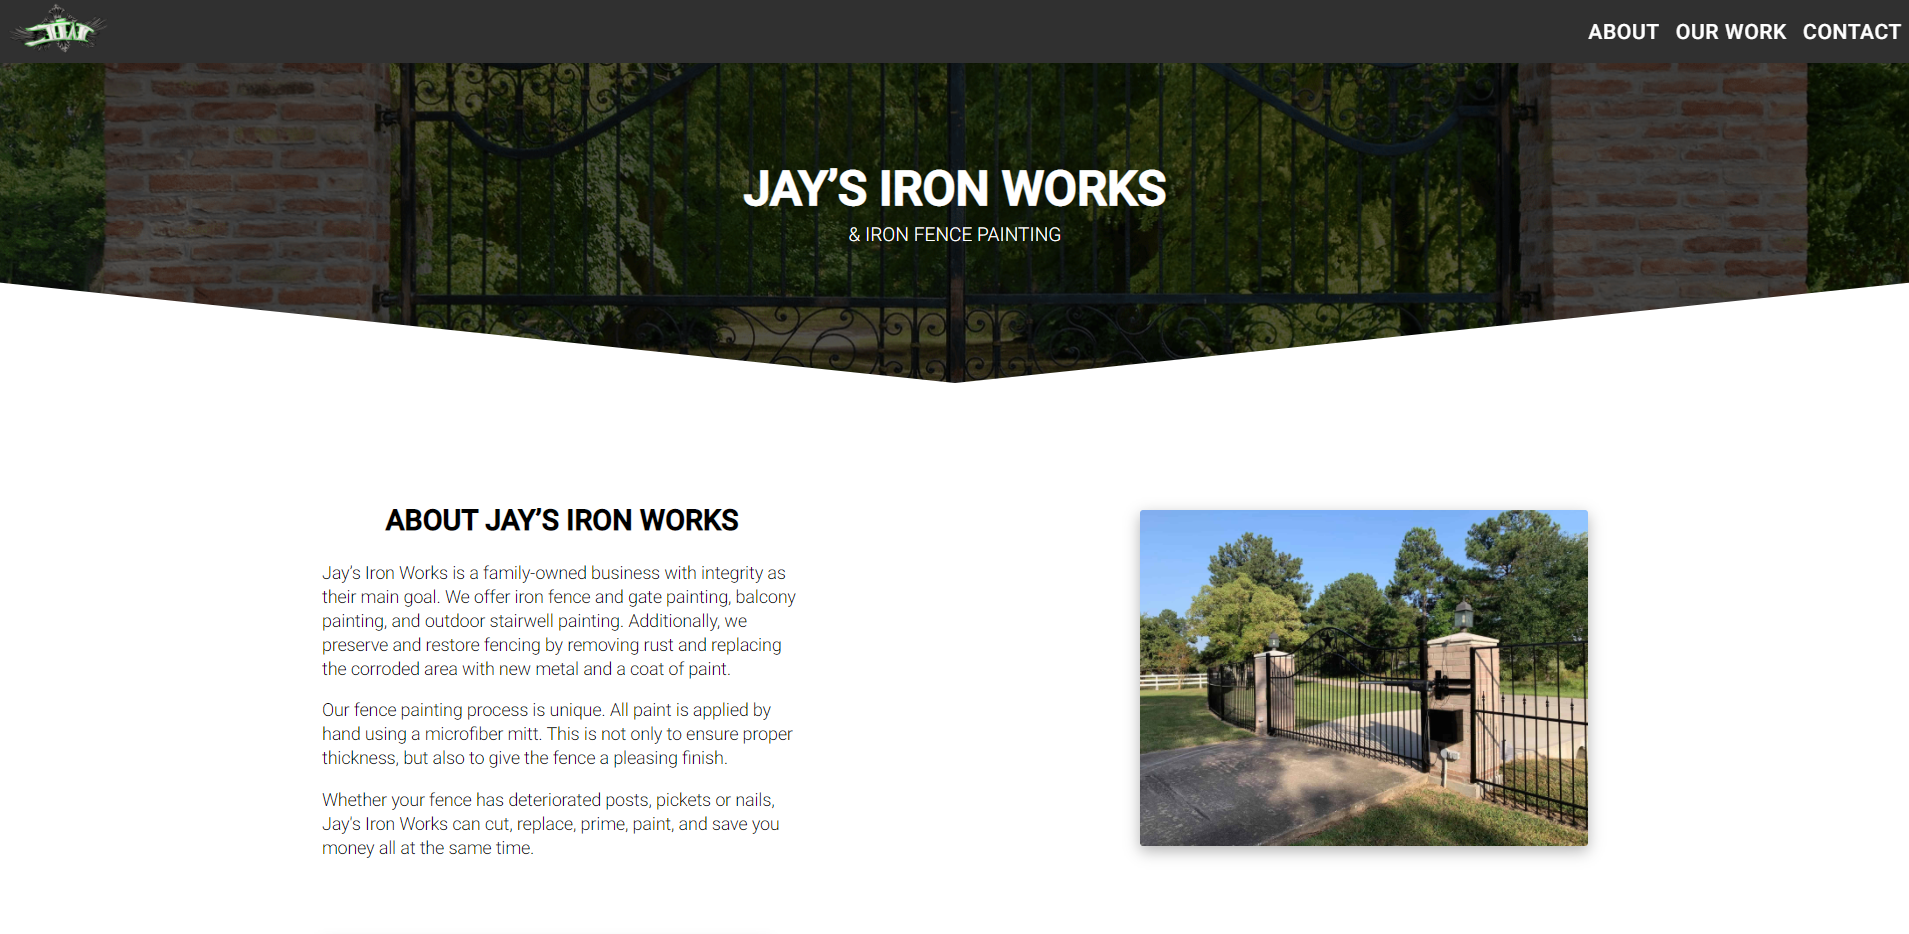 ABOUT OUR WORK CONTACT
JAY’S IRON WORKS
& IRON FENCE PAINTING
ABOUT JAY’S IRON WORKS
Jay’s Iron Works is a family-owned business with integrity as
their main goal. We offer iron fence and gate painting, balcony
painting, and outdoor stairwell painting. Additionally, we
preserve and restore fencing by removing rust and replacing
the corroded area with new metal and a coat of paint.
Our fence painting process is unique. All paint is applied by
hand using a microfiber mitt. This is not only to ensure proper
thickness, but also to give the fence a pleasing finish.
Whether your fence has deteriorated posts, pickets or nails,
Jay’s Iron Works can cut, replace, prime, paint, and save you
money all at the same time.